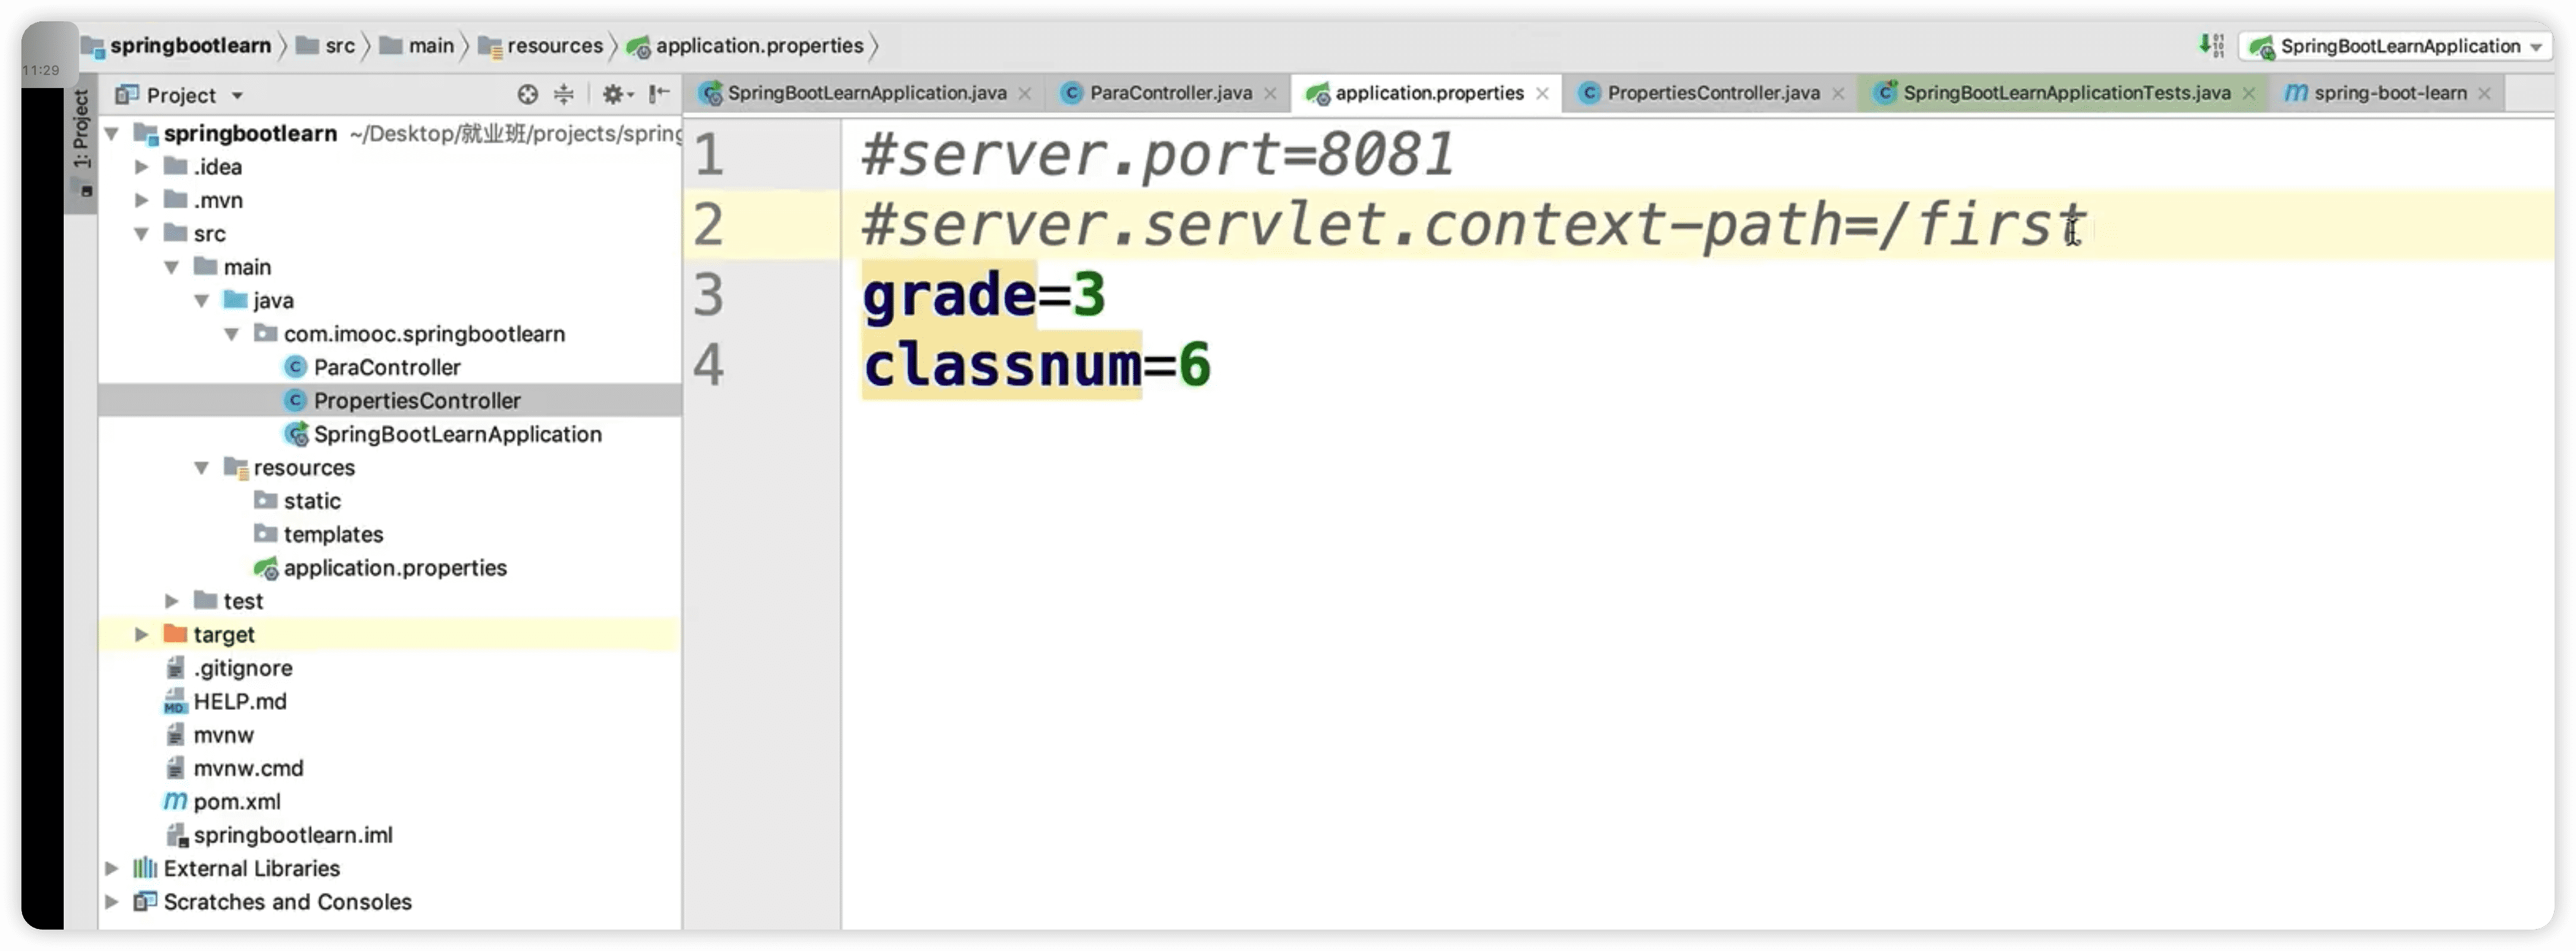 springbootlearn src main resources application.properties
SpringBootLearnApplication
11:29
1: Project
Project
SpringBootLearnApplication.java
ParaController.java
application.properties
PropertiesController.java
SpringBootLearnApplicationTests.java
spring-boot-learn
springbootlearn ~/Desktop/就业班/projects/spring
.idea
.mvn
src
main
java
com.imooc.springbootlearn
ParaController
PropertiesController
SpringBootLearnApplication
resources
static
templates
application.properties
test
target
.gitignore
HELP.md
mvnw
mvnw.cmd
pom.xml
springbootlearn.iml
External Libraries
Scratches and Consoles
1 #server.port=8081
2 #server.servlet.context-path=/first
3 grade=3
4 classnum=6